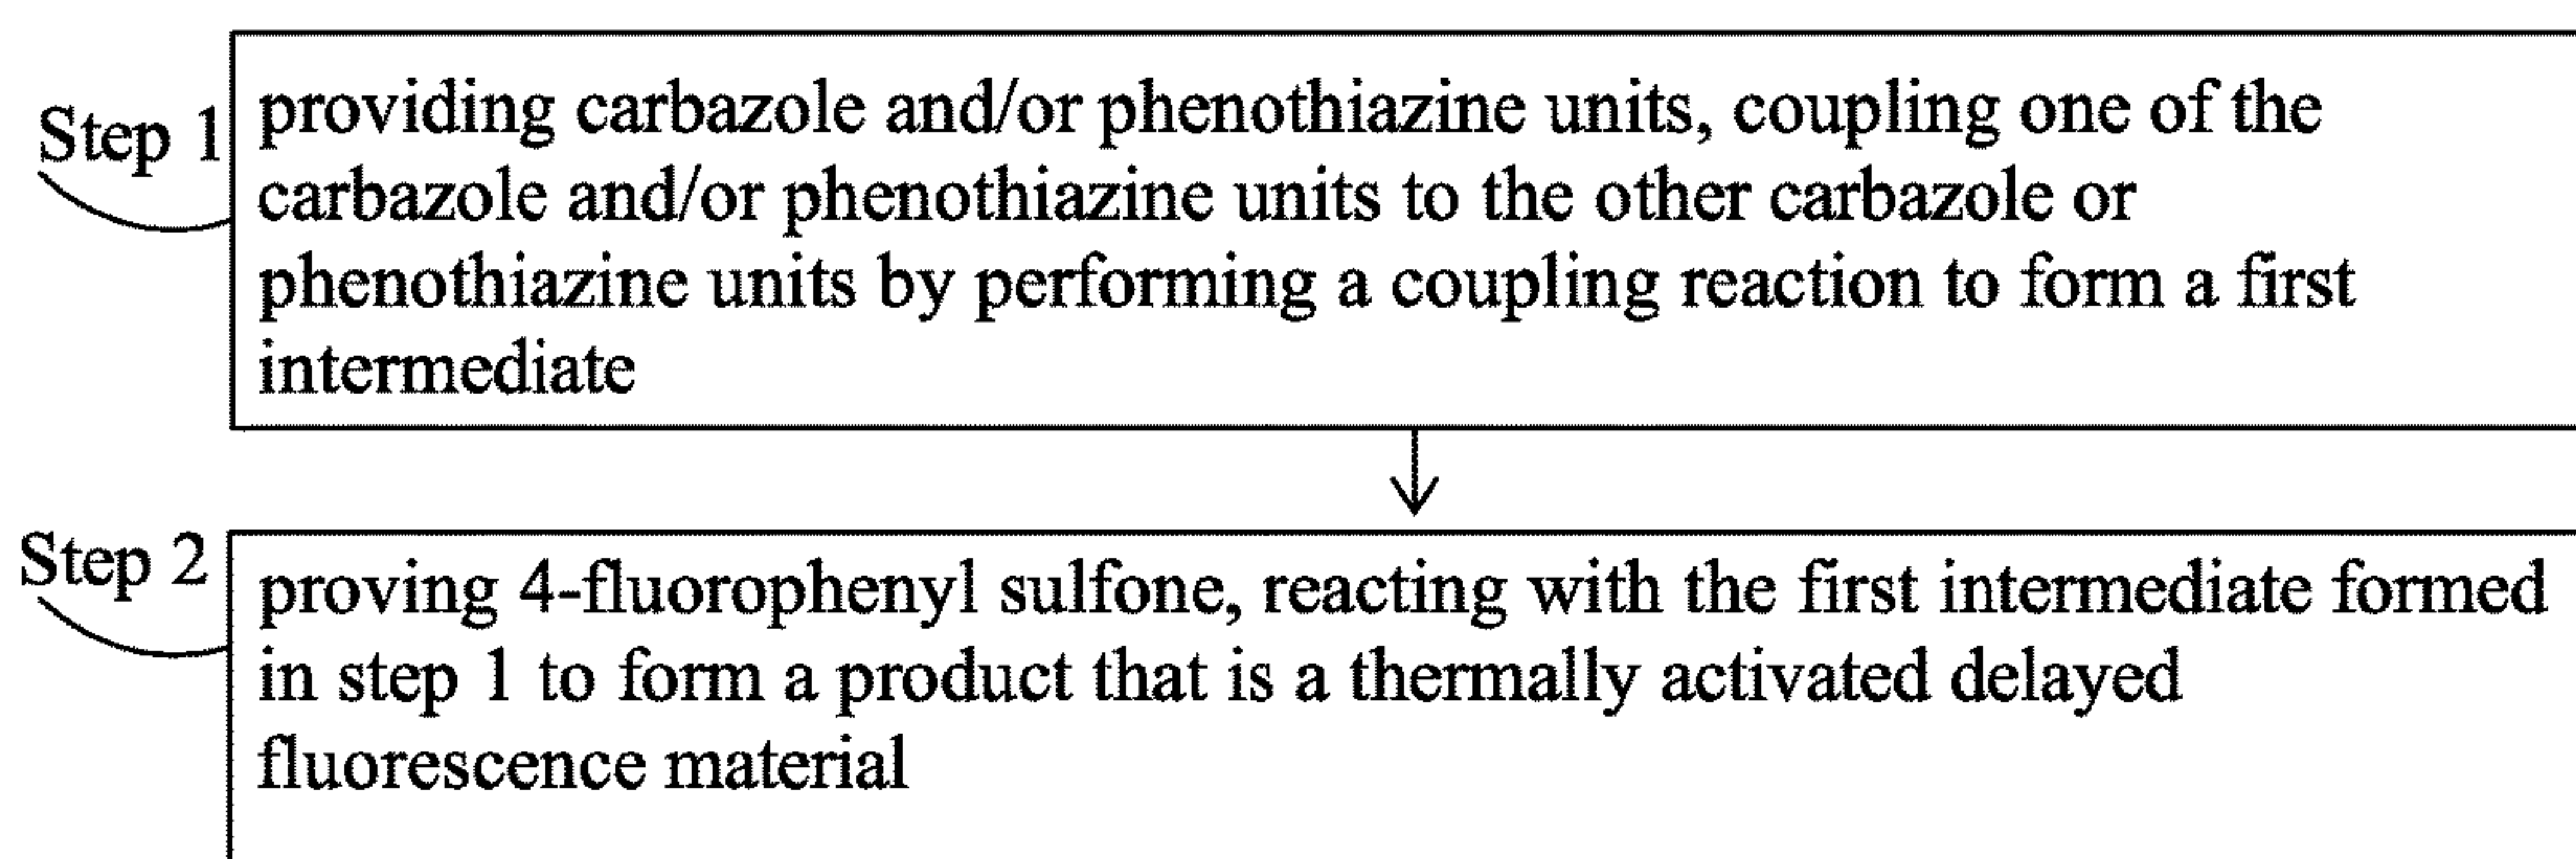 Step 1
providing carbazole and/or phenothiazine units, coupling one of the
carbazole and/or phenothiazine units to the other carbazole or
phenothiazine units by performing a coupling reaction to form a first
intermediate
Step 2
proving 4-fluorophenyl sulfone, reacting with the first intermediate formed
in step 1 to form a product that is a thermally activated delayed
fluorescence material